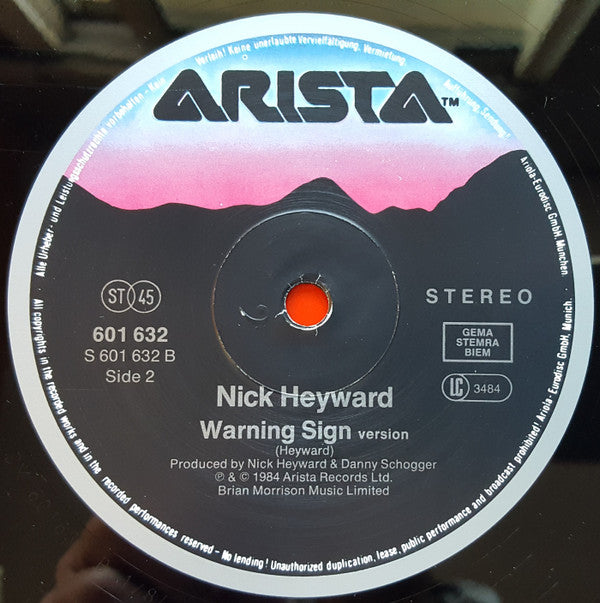 Alle Urheber- und Leistungsschutzrechte vorbehalten - Kein Verleih! Keine unerlaubte Vervielfältigung, Vermietung, Aufführung, Sendung!
ARISTA™
ST 45
STEREO
601 632
S 601 632 B
Side 2
GEMA
STEMRA
BIEM
LC 3484
Nick Heyward
Warning Sign version
(Heyward)
Produced by Nick Heyward & Danny Schogger
℗ & © 1984 Arista Records Ltd.
Brian Morrison Music Limited
Ariola-Eurodisc GmbH, München
All copyrights in the recorded works and in the recorded performances reserved - No lending! Unauthorized duplication, lease, public performance and broadcast prohibited! Ariola-Eurodisc GmbH, Munich.